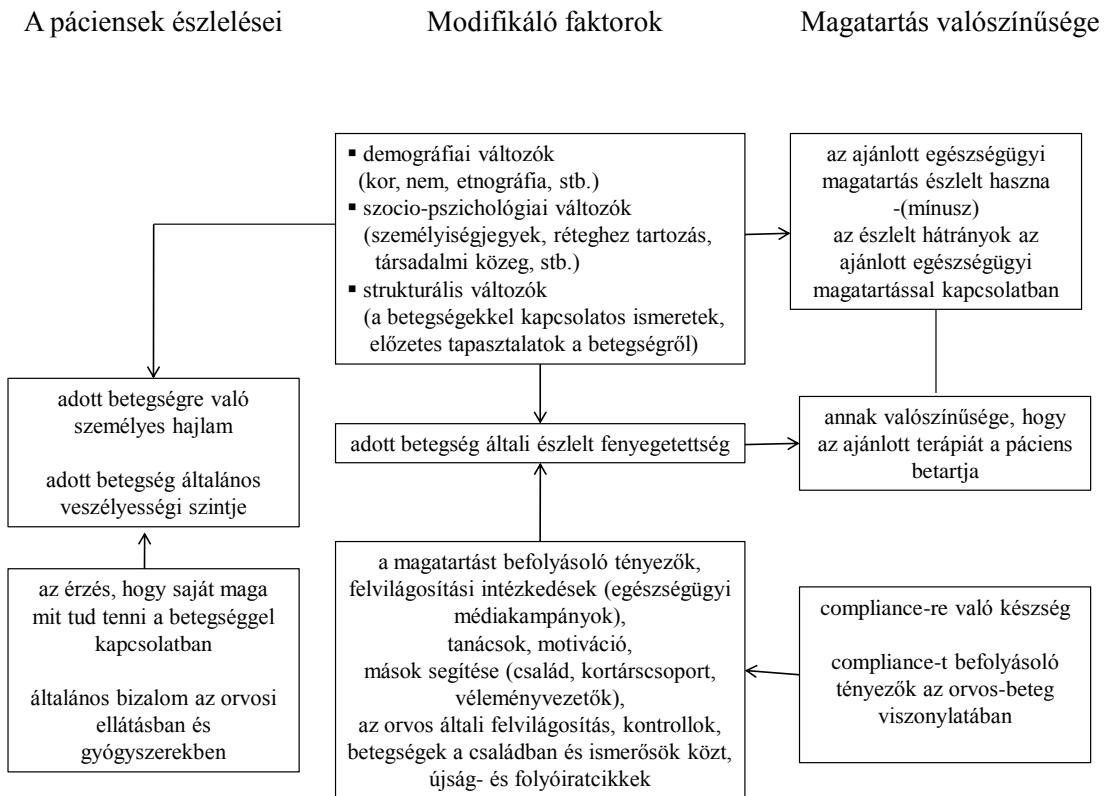 A páciensek észlelései
Modifikáló faktorok
Magatartás valószínűsége
▪ demográfiai változók
(kor, nem, etnográfia, stb.)
▪ szocio-pszichológiai változók
(személyiségjegyek, réteghez tartozás,
társadalmi közeg, stb.)
▪ strukturális változók
(a betegségekkel kapcsolatos ismeretek,
előzetes tapasztalatok a betegségről)
az ajánlott egészségügyi
magatartás észlelt haszna
-(mínusz)
az észlelt hátrányok az
ajánlott egészségügyi
magatartással kapcsolatban
adott betegségre való
személyes hajlam
adott betegség általános
veszélyességi szintje
adott betegség általi észlelt fenyegetettség
annak valószínűsége, hogy
az ajánlott terápiát a páciens
betartja
az érzés, hogy saját maga
mit tud tenni a betegséggel
kapcsolatban
általános bizalom az orvosi
ellátásban és
gyógyszerekben
a magatartást befolyásoló tényezők,
felvilágosítási intézkedések (egészségügyi
médiakampányok),
tanácsok, motiváció,
mások segítése (család, kortárscsoport,
véleményvezetők),
az orvos általi felvilágosítás, kontrollok,
betegségek a családban és ismerősök közt,
újság- és folyóiratcikkek
compliance-re való készség
compliance-t befolyásoló
tényezők az orvos-beteg
viszonylatában